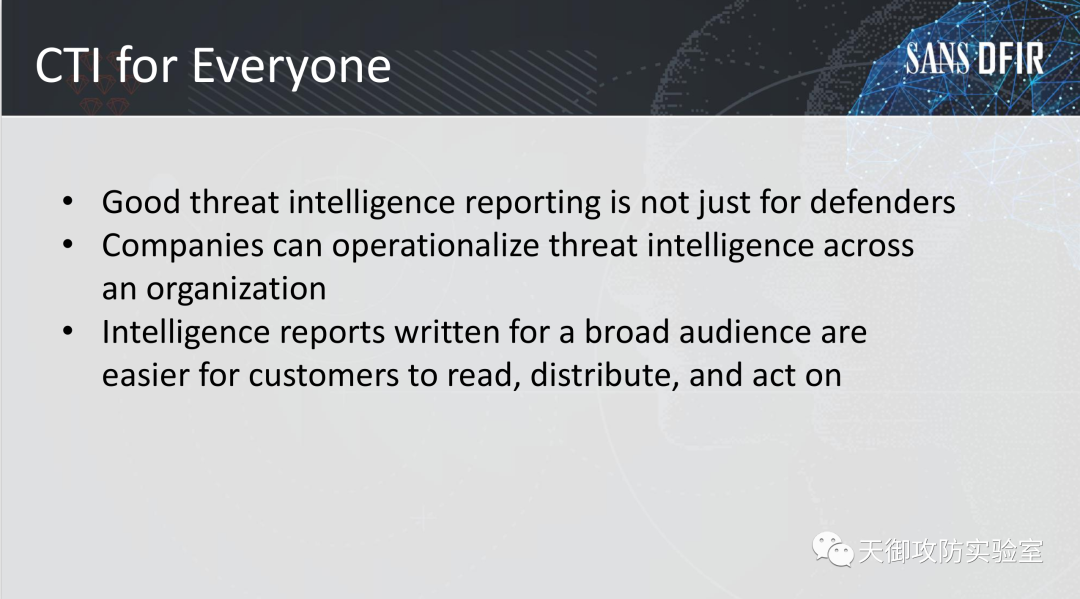 CTI for Everyone
SANS DFIR
• Good threat intelligence reporting is not just for defenders
• Companies can operationalize threat intelligence across
an organization
• Intelligence reports written for a broad audience are
easier for customers to read, distribute, and act on
天御攻防实验室